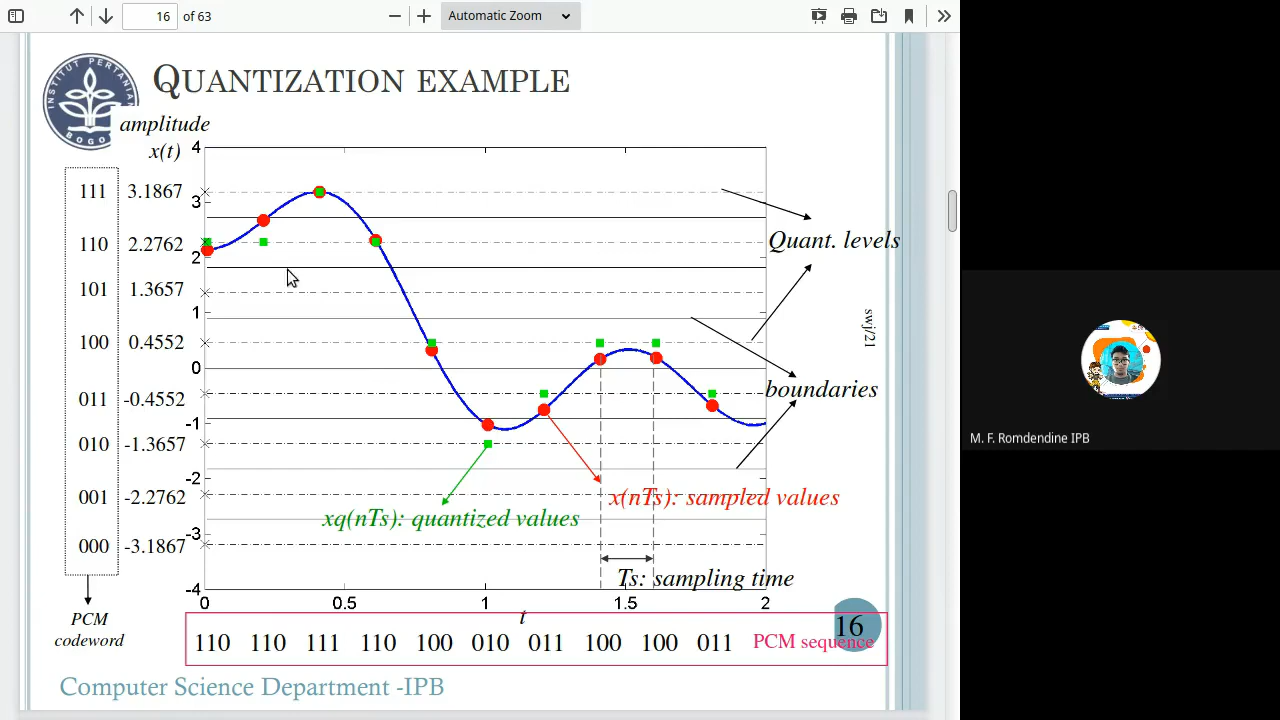 16 of 63
Automatic Zoom
INSTITUT PERTANIAN
BOGO
QUANTIZATION EXAMPLE
amplitude
x(t)
4
3
2
1
0
-1
-2
-3
-4
111 3.1867
110 2.2762
101 1.3657
100 0.4552
011 -0.4552
010 -1.3657
001 -2.2762
000 -3.1867
PCM
codeword
Quant. levels
boundaries
swj21
x(nTs): sampled values
xq(nTs): quantized values
Ts: sampling time
0 0.5 1 1.5 2
t
16
110 110 111 110 100 010 011 100 100 011 PCM sequence
Computer Science Department -IPB
M. F. Romdendine IPB